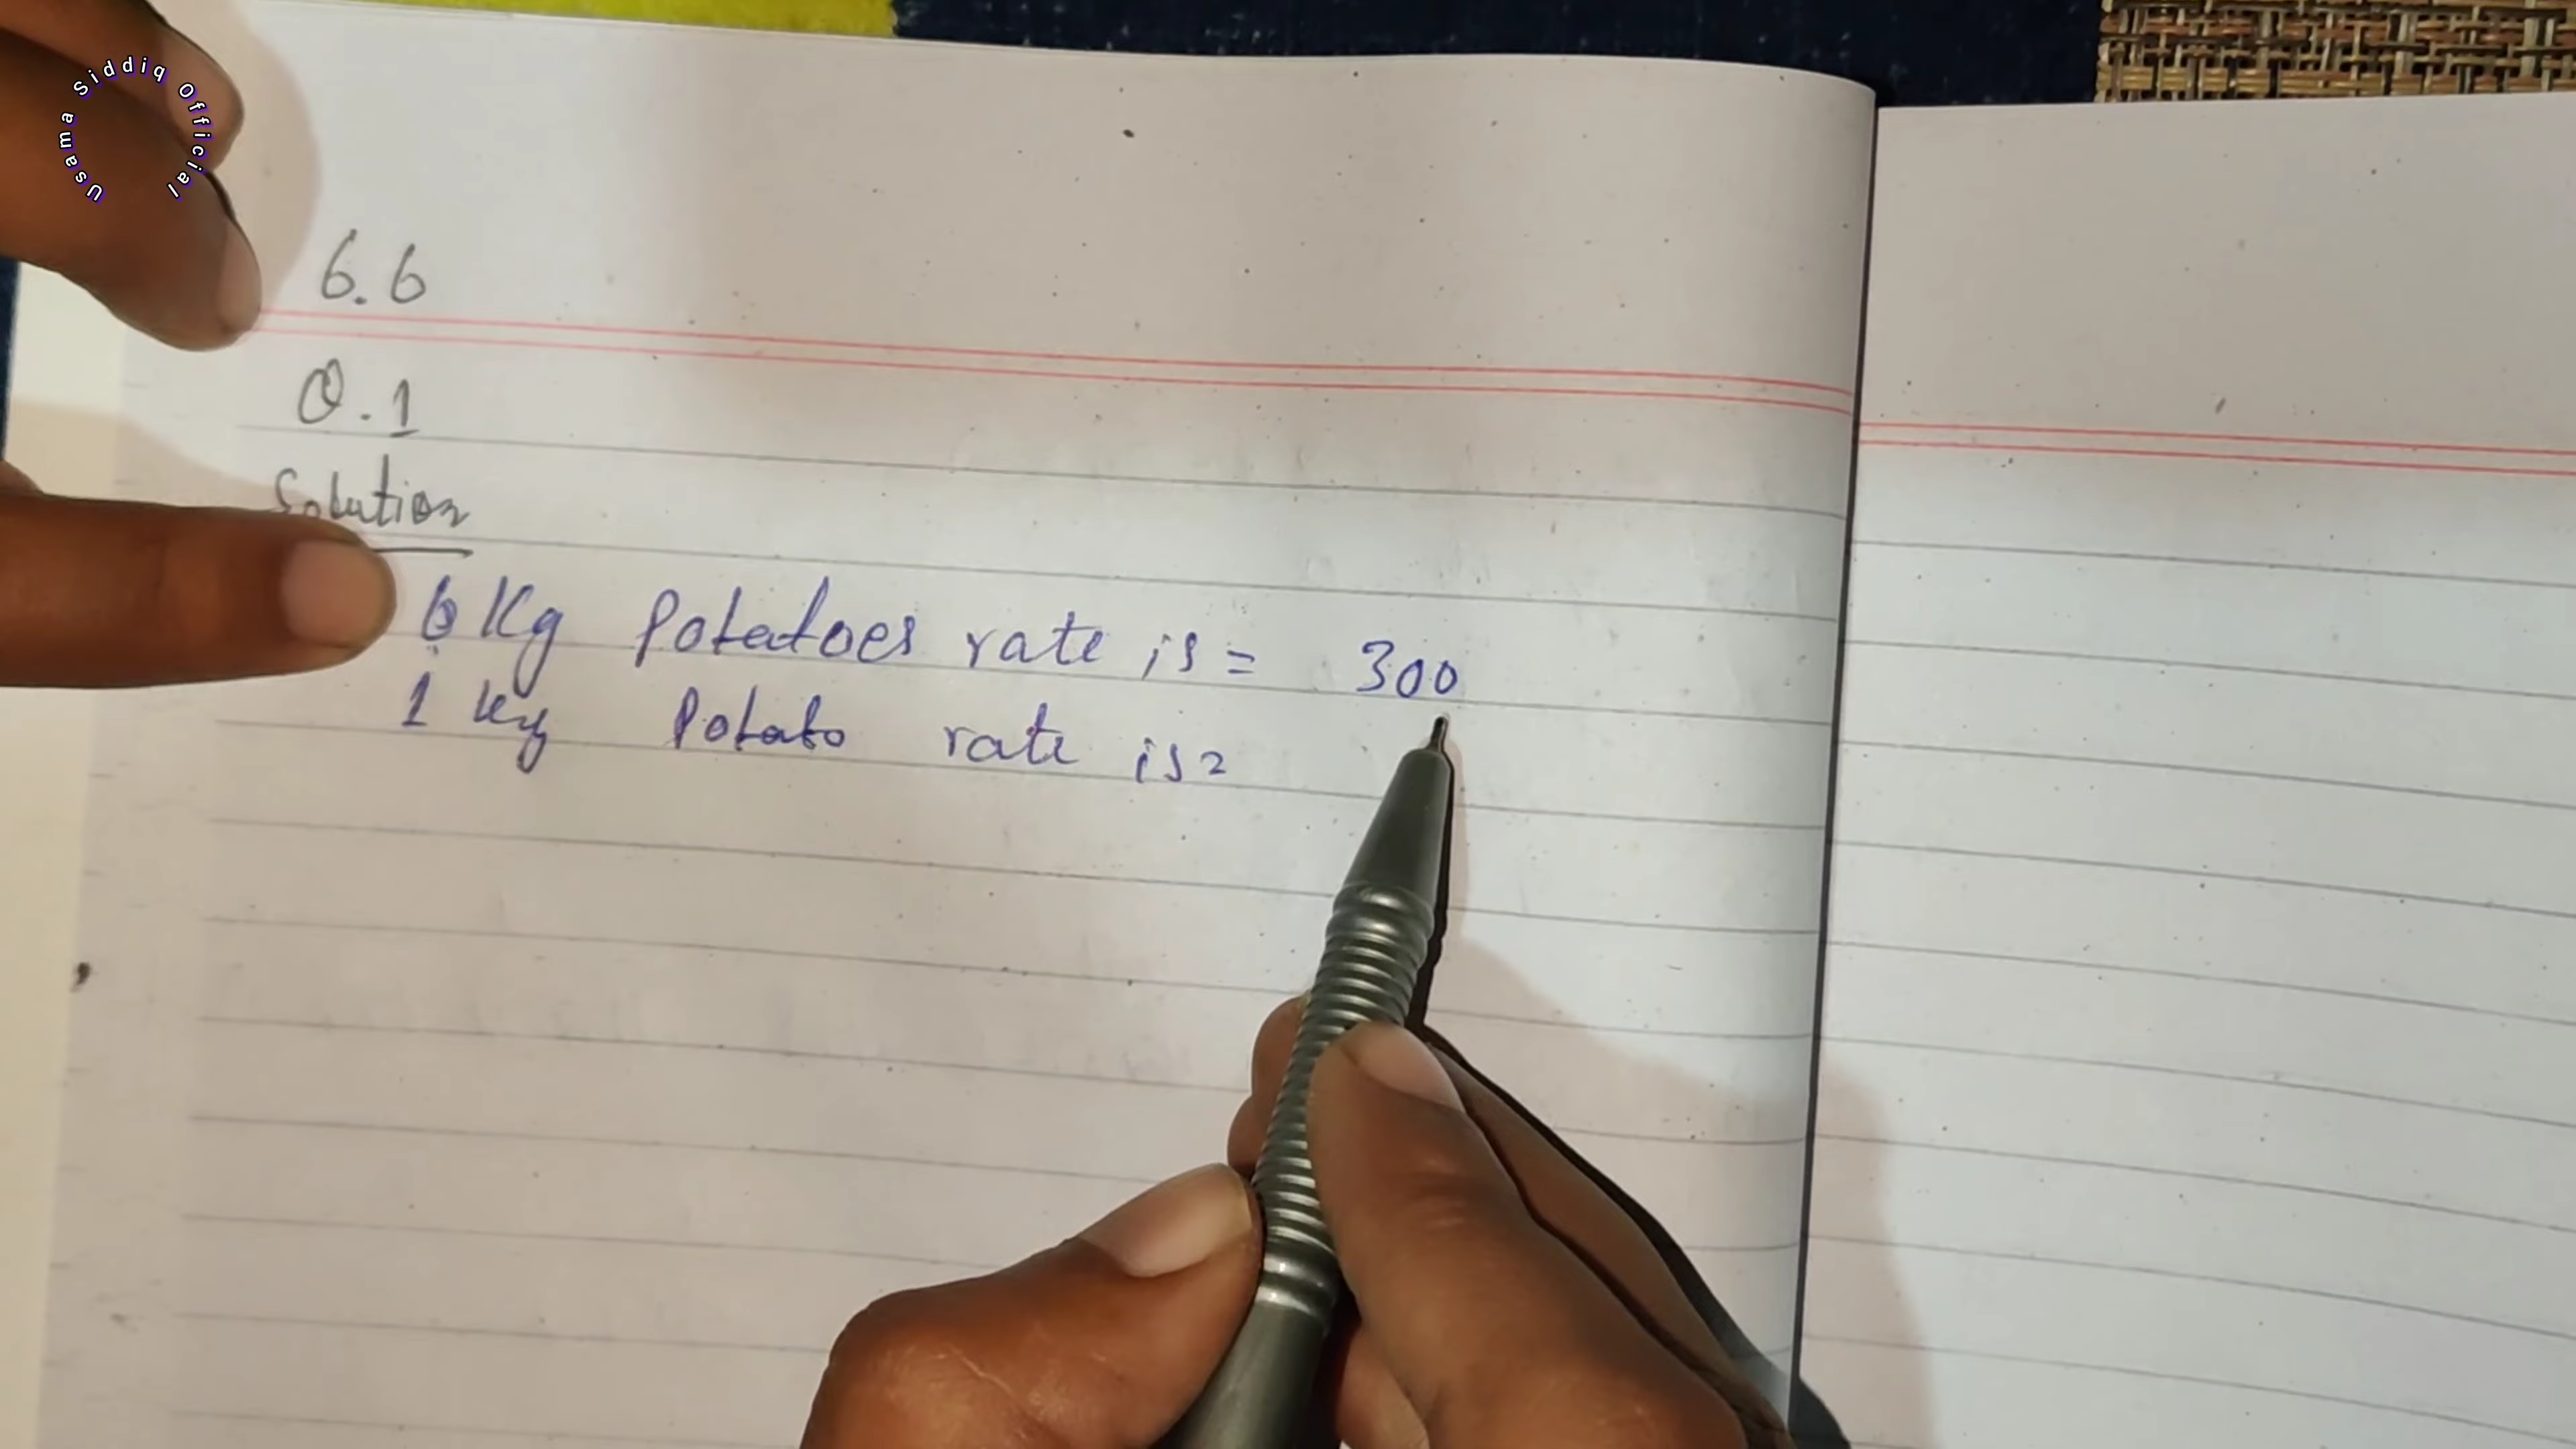 Usama Siddiq Official
6.6
Q.1
Solution
6 Kg Potatoes rate is = 300
1 Kg Potato rate is =